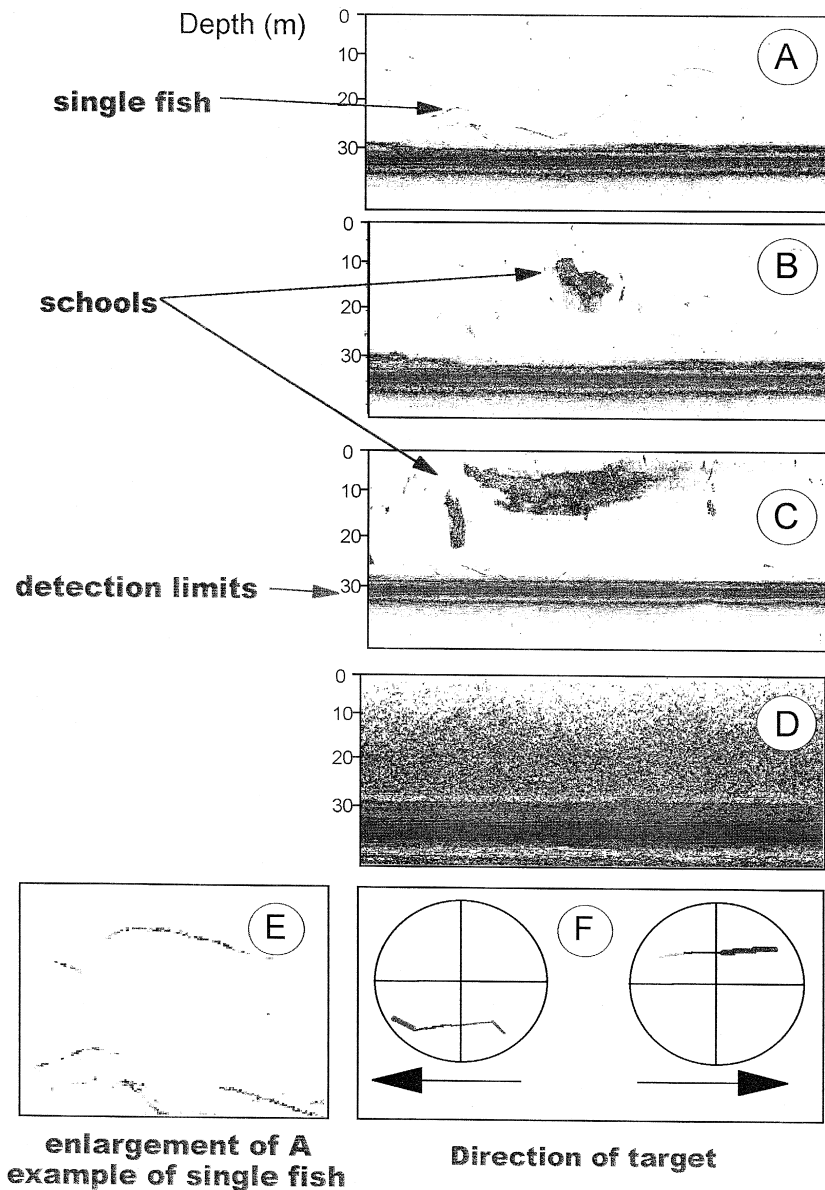 Depth (m)
0
10
20
30
A
single fish
0
10
20
30
B
schools
0
10
20
30
C
detection limits
0
10
20
30
D
E
F
enlargement of A
example of single fish
Direction of target